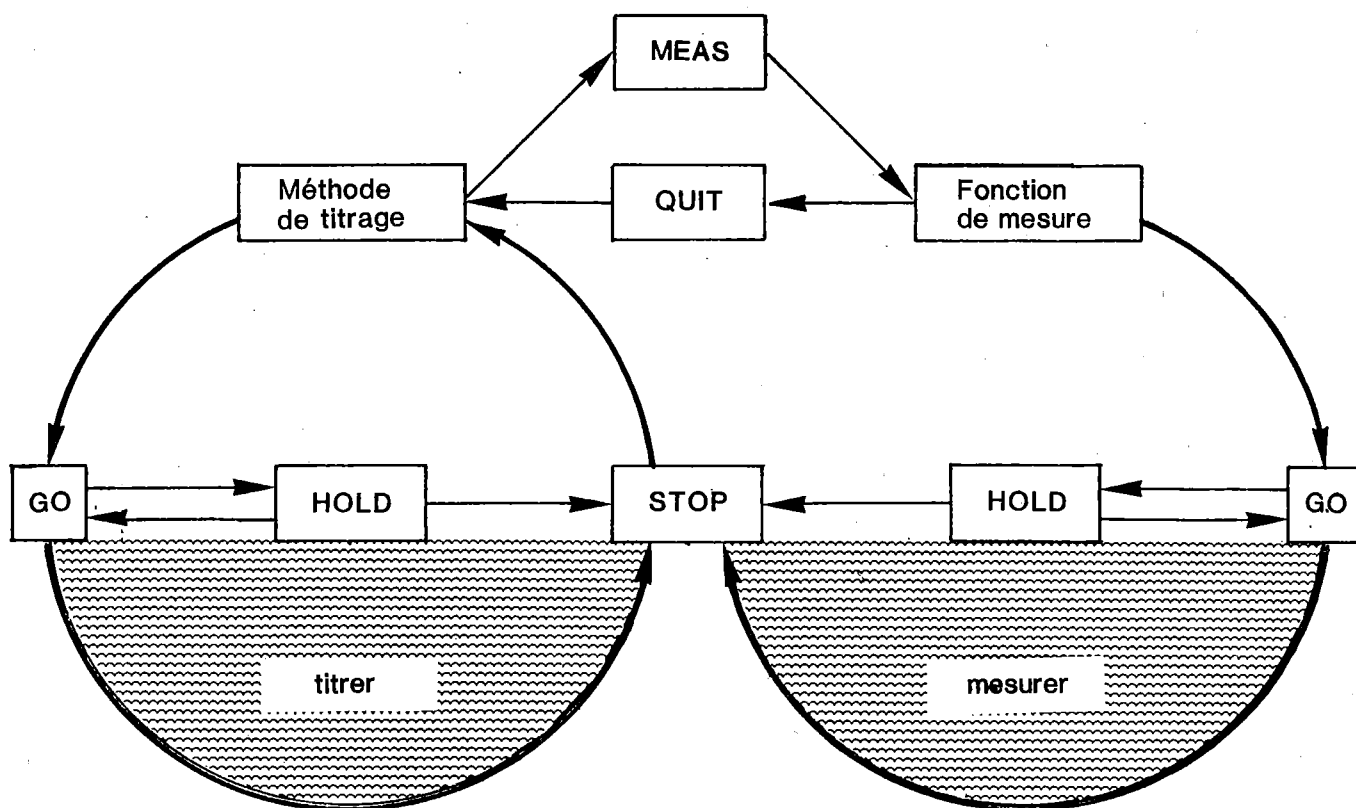 MEAS
Méthode
de titrage
QUIT
Fonction
de mesure
GO
HOLD
STOP
HOLD
GO
titrer
mesurer